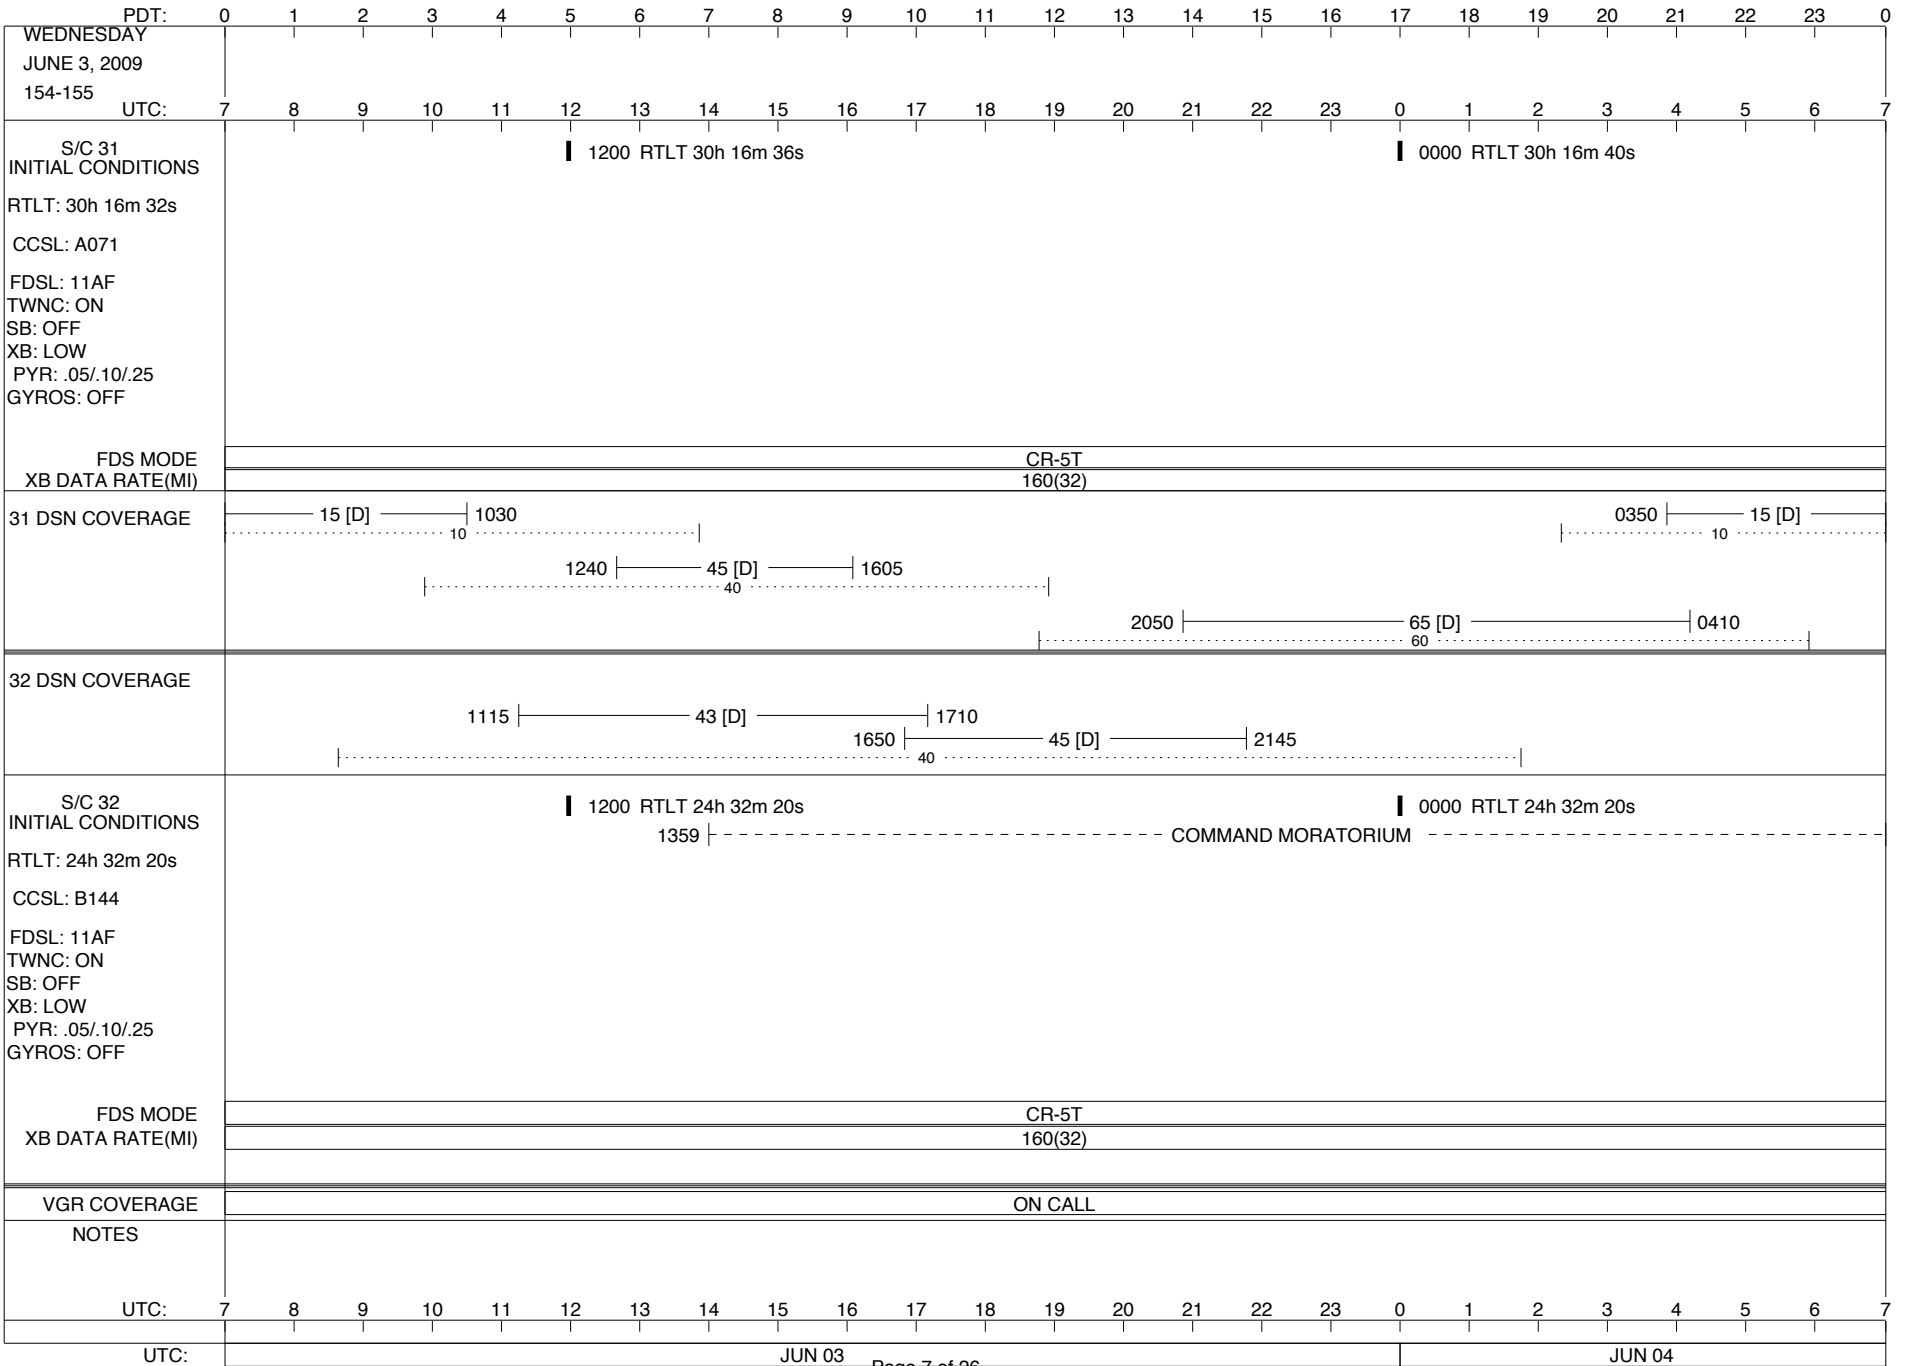 PDT: 0 1 2 3 4 5 6 7 8 9 10 11 12 13 14 15 16 17 18 19 20 21 22 23 0
WEDNESDAY
JUNE 3, 2009
154-155
UTC: 7 8 9 10 11 12 13 14 15 16 17 18 19 20 21 22 23 0 1 2 3 4 5 6 7
S/C 31
INITIAL CONDITIONS
1200 RTLT 30h 16m 36s
0000 RTLT 30h 16m 40s
RTLT: 30h 16m 32s
CCSL: A071
FDSL: 11AF
TWNC: ON
SB: OFF
XB: LOW
PYR: .05/.10/.25
GYROS: OFF
FDS MODE CR-5T
XB DATA RATE(MI) 160(32)
31 DSN COVERAGE
15 [D] 1030
0350 15 [D]
10
10
1240 45 [D] 1605
40
2050 65 [D] 0410
60
32 DSN COVERAGE
1115 43 [D] 1710
1650 45 [D] 2145
40
S/C 32
INITIAL CONDITIONS
1200 RTLT 24h 32m 20s
0000 RTLT 24h 32m 20s
1359 COMMAND MORATORIUM
RTLT: 24h 32m 20s
CCSL: B144
FDSL: 11AF
TWNC: ON
SB: OFF
XB: LOW
PYR: .05/.10/.25
GYROS: OFF
FDS MODE CR-5T
XB DATA RATE(MI) 160(32)
VGR COVERAGE ON CALL
NOTES
UTC: 7 8 9 10 11 12 13 14 15 16 17 18 19 20 21 22 23 0 1 2 3 4 5 6 7
UTC: JUN 03 JUN 04
Page 7 of 26